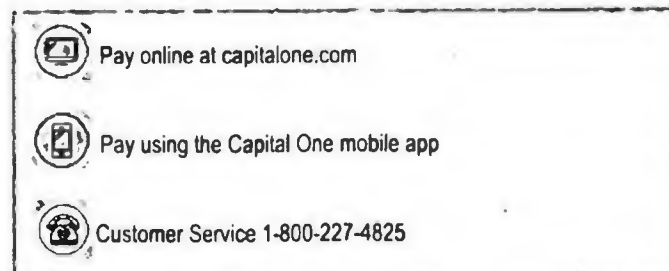 Pay online at capitalone.com
Pay using the Capital One mobile app
Customer Service 1-800-227-4825